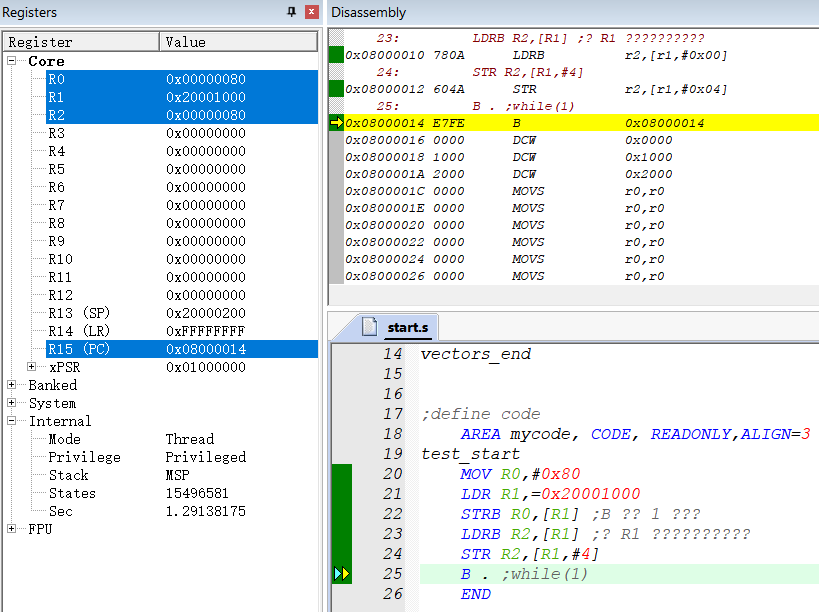 Registers
Register Value
Core
R0 0x00000080
R1 0x20001000
R2 0x00000080
R3 0x00000000
R4 0x00000000
R5 0x00000000
R6 0x00000000
R7 0x00000000
R8 0x00000000
R9 0x00000000
R10 0x00000000
R11 0x00000000
R12 0x00000000
R13 (SP) 0x20000200
R14 (LR) 0xFFFFFFFF
R15 (PC) 0x08000014
xPSR 0x01000000
Banked
System
Internal
Mode Thread
Privilege Privileged
Stack MSP
States 15496581
Sec 1.29138175
FPU
Disassembly
23: LDRB R2,[R1] ;? R1 ??????????
0x08000010 780A LDRB r2,[r1,#0x00]
24: STR R2,[R1,#4]
0x08000012 604A STR r2,[r1,#0x04]
25: B . ;while(1)
0x08000014 E7FE B 0x08000014
0x08000016 0000 DCW 0x0000
0x08000018 1000 DCW 0x1000
0x0800001A 2000 DCW 0x2000
0x0800001C 0000 MOVS r0,r0
0x0800001E 0000 MOVS r0,r0
0x08000020 0000 MOVS r0,r0
0x08000022 0000 MOVS r0,r0
0x08000024 0000 MOVS r0,r0
0x08000026 0000 MOVS r0,r0
start.s
14 vectors_end
15
16
17 ;define code
18 AREA mycode, CODE, READONLY,ALIGN=3
19 test_start
20 MOV R0,#0x80
21 LDR R1,=0x20001000
22 STRB R0,[R1] ;B ?? 1 ???
23 LDRB R2,[R1] ;? R1 ??????????
24 STR R2,[R1,#4]
25 B . ;while(1)
26 END